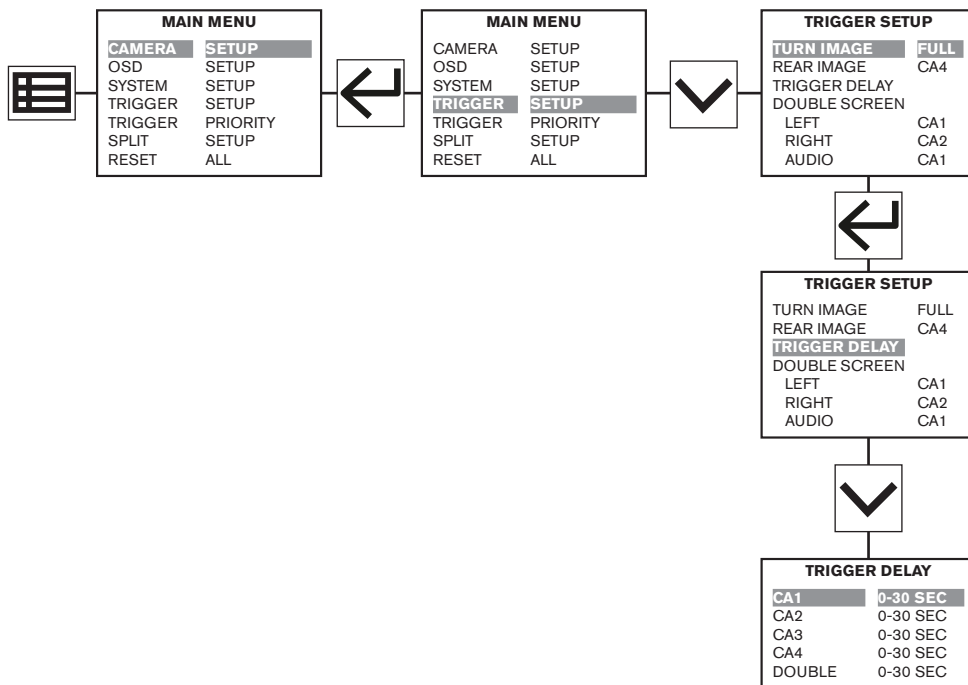 MAIN MENU
CAMERA SETUP
OSD SETUP
SYSTEM SETUP
TRIGGER SETUP
TRIGGER PRIORITY
SPLIT SETUP
RESET ALL
MAIN MENU
CAMERA SETUP
OSD SETUP
SYSTEM SETUP
TRIGGER SETUP
TRIGGER PRIORITY
SPLIT SETUP
RESET ALL
TRIGGER SETUP
TURN IMAGE FULL
REAR IMAGE CA4
TRIGGER DELAY
DOUBLE SCREEN
LEFT CA1
RIGHT CA2
AUDIO CA1
TRIGGER SETUP
TURN IMAGE FULL
REAR IMAGE CA4
TRIGGER DELAY
DOUBLE SCREEN
LEFT CA1
RIGHT CA2
AUDIO CA1
TRIGGER DELAY
CA1 0-30 SEC
CA2 0-30 SEC
CA3 0-30 SEC
CA4 0-30 SEC
DOUBLE 0-30 SEC